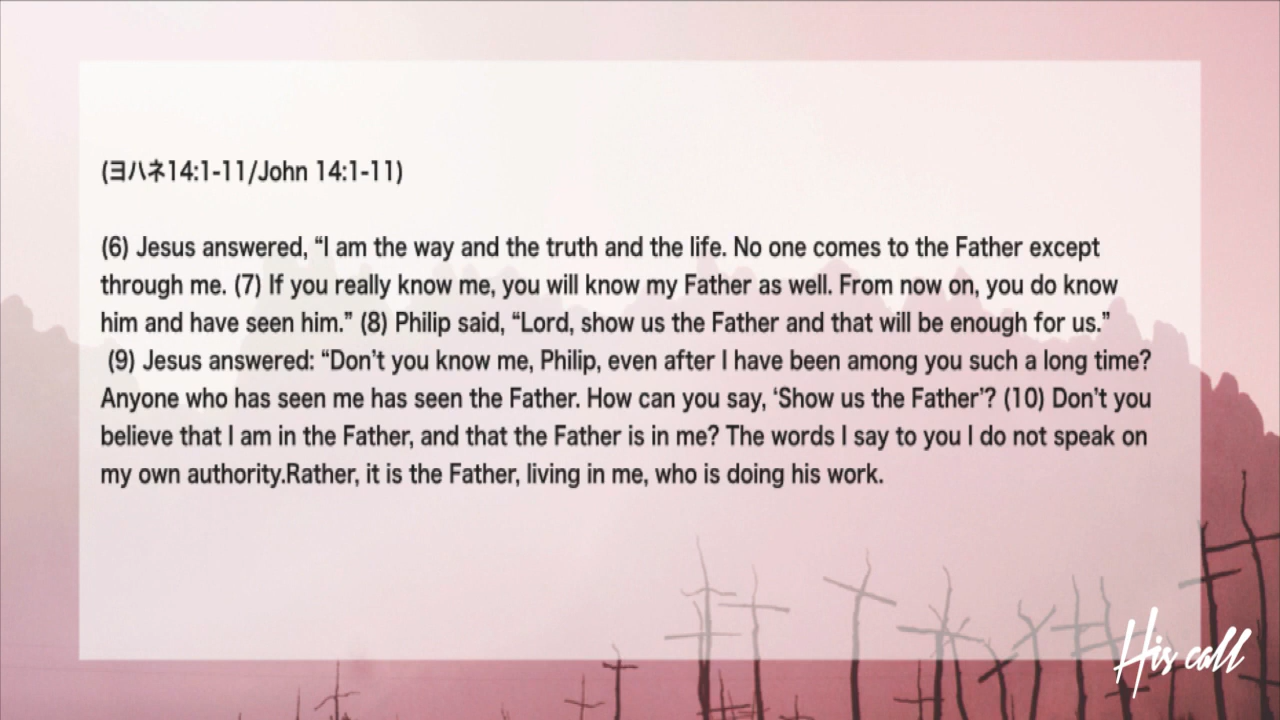 (ヨハネ14:1-11/John 14:1-11)
(6) Jesus answered, “I am the way and the truth and the life. No one comes to the Father except
through me. (7) If you really know me, you will know my Father as well. From now on, you do know
him and have seen him.” (8) Philip said, “Lord, show us the Father and that will be enough for us.”
(9) Jesus answered: “Don’t you know me, Philip, even after I have been among you such a long time?
Anyone who has seen me has seen the Father. How can you say, ‘Show us the Father’? (10) Don’t you
believe that I am in the Father, and that the Father is in me? The words I say to you I do not speak on
my own authority.Rather, it is the Father, living in me, who is doing his work.
His call